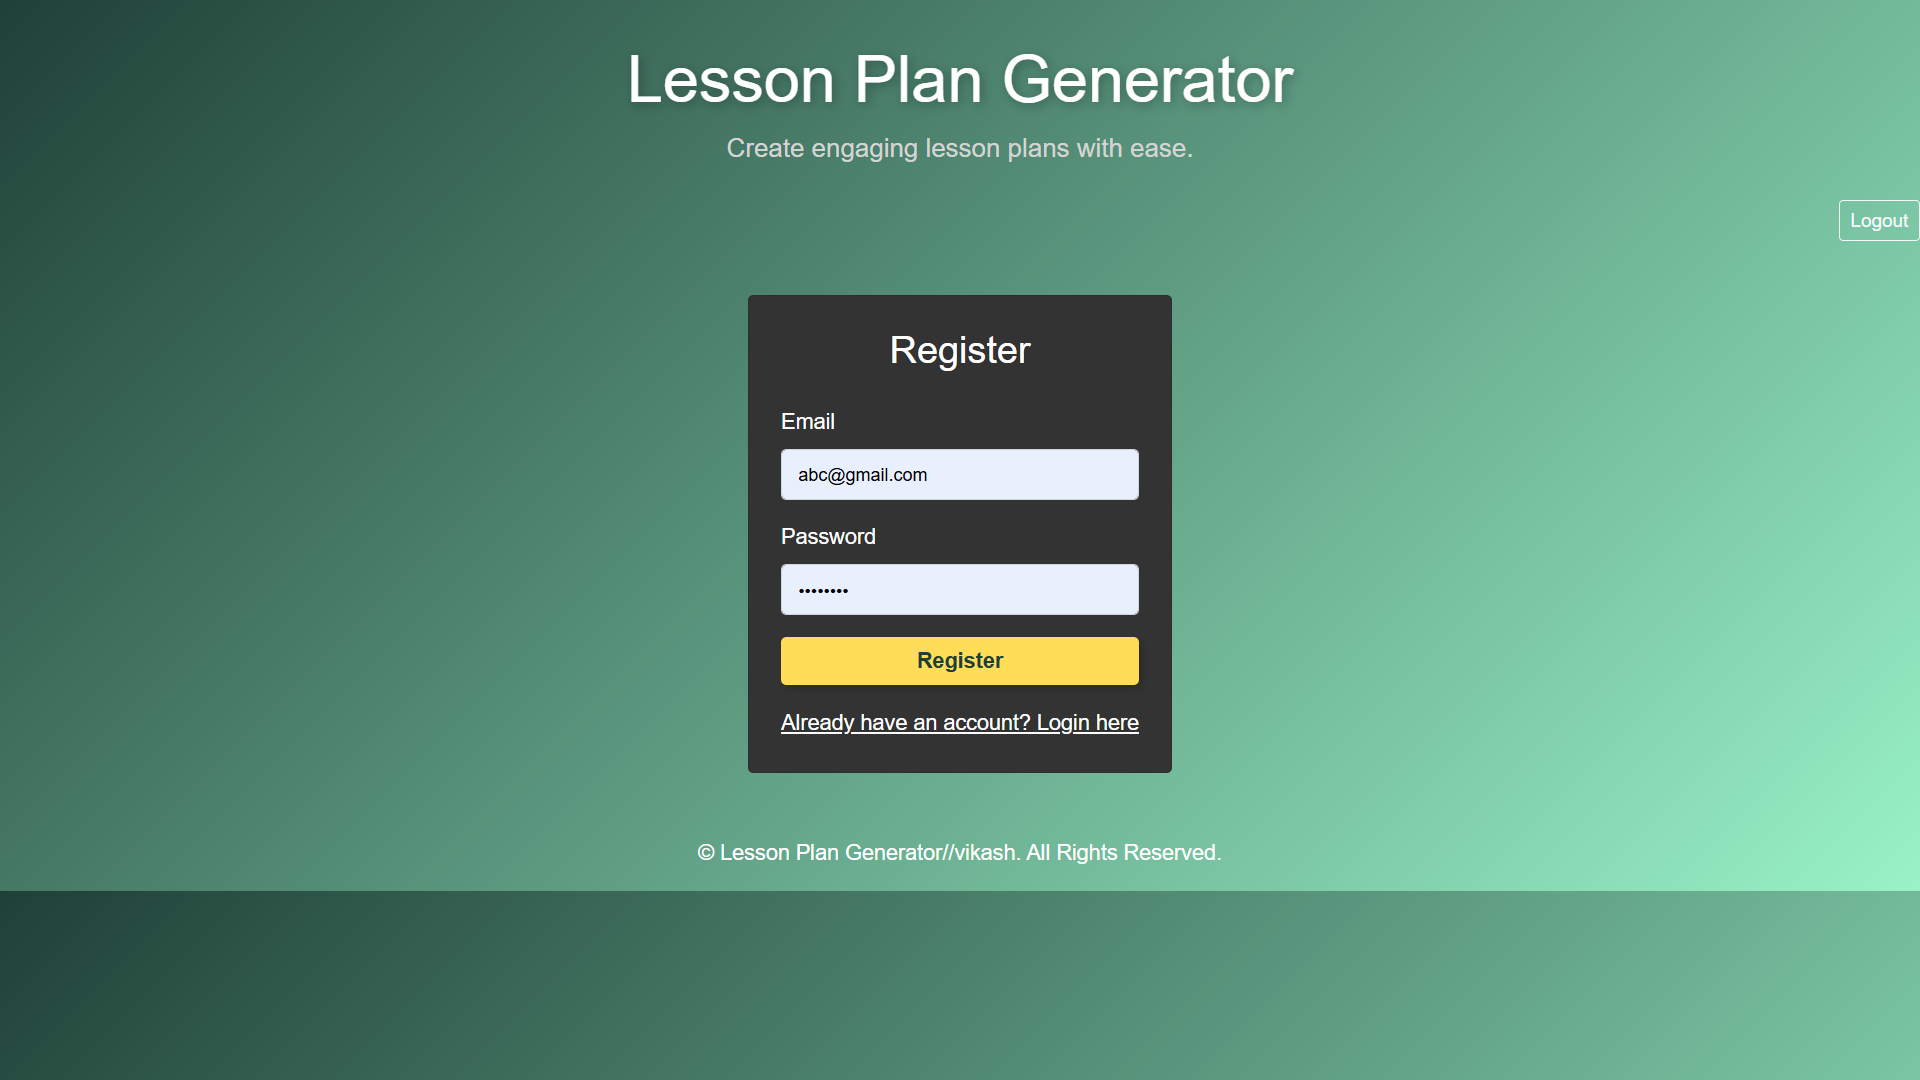 Lesson Plan Generator
Create engaging lesson plans with ease.
Logout
Register
Email
abc@gmail.com
Password
••••••••
Register
Already have an account? Login here
© Lesson Plan Generator//vikash. All Rights Reserved.